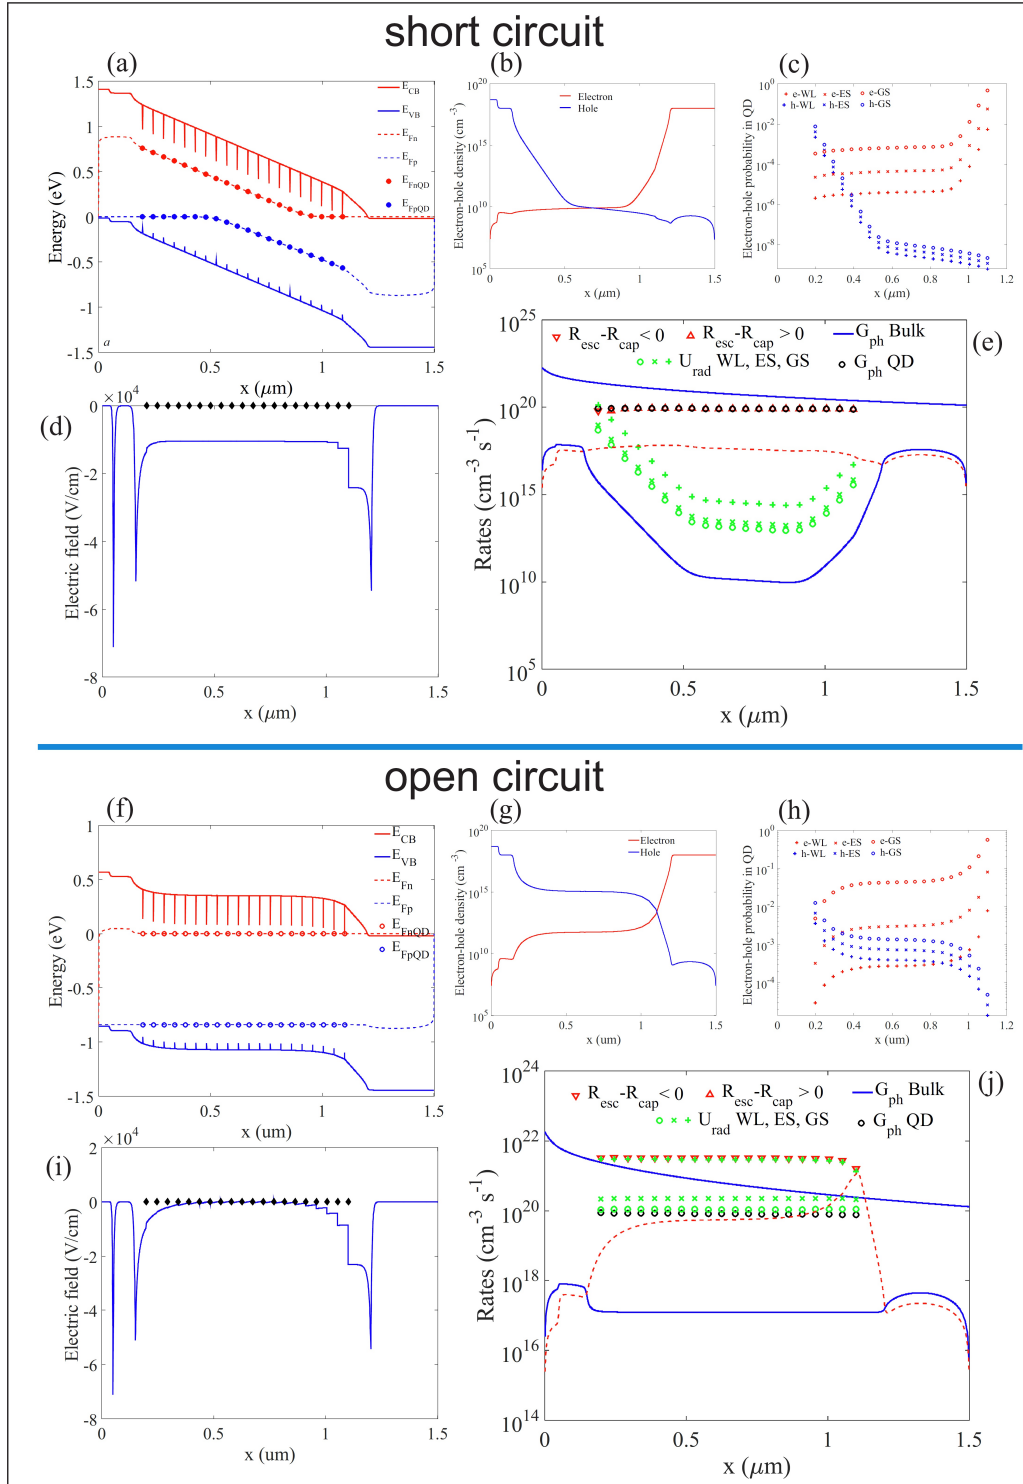 short circuit
(a)
1.5
1
0.5
0
-0.5
-1
-1.5
Energy (eV)
E_CB
E_VB
E_Fn
E_Fp
E_FnQD
E_FpQD
a
0 0.5 1 1.5
x (μm)
(b)
10^20
10^15
10^10
10^5
Electron-hole density (cm^-3)
Electron
Hole
0 0.5 1 1.5
x (μm)
(c)
10^0
10^-2
10^-4
10^-6
10^-8
Electron-hole probability in QD
e-WL e-ES e-GS
h-WL h-ES h-GS
0 0.2 0.4 0.6 0.8 1 1.2
x (μm)
(d)
×10^4
0
-2
-4
-6
-8
Electric field (V/cm)
0 0.5 1 1.5
x (μm)
(e)
10^25
10^20
10^15
10^10
10^5
Rates (cm^-3 s^-1)
R_esc-R_cap < 0 R_esc-R_cap > 0 G_ph Bulk
U_rad WL, ES, GS G_ph QD
0 0.5 1 1.5
x (μm)
open circuit
(f)
1
0.5
0
-0.5
-1
-1.5
Energy (eV)
E_CB
E_VB
E_Fn
E_Fp
E_FnQD
E_FpQD
0 0.5 1 1.5
x (um)
(g)
10^20
10^15
10^10
10^5
Electron-hole density (cm^-3)
Electron
Hole
0 0.5 1 1.5
x (um)
(h)
10^0
10^-1
10^-2
10^-3
10^-4
Electron-hole probability in QD
e-WL e-ES e-GS
h-WL h-ES h-GS
0 0.2 0.4 0.6 0.8 1 1.2
x (um)
(i)
×10^4
2
0
-2
-4
-6
-8
Electric field (V/cm)
0 0.5 1 1.5
x (um)
(j)
10^24
10^22
10^20
10^18
10^16
10^14
Rates (cm^-3 s^-1)
R_esc-R_cap < 0 R_esc-R_cap > 0 G_ph Bulk
U_rad WL, ES, GS G_ph QD
0 0.5 1 1.5
x (μm)